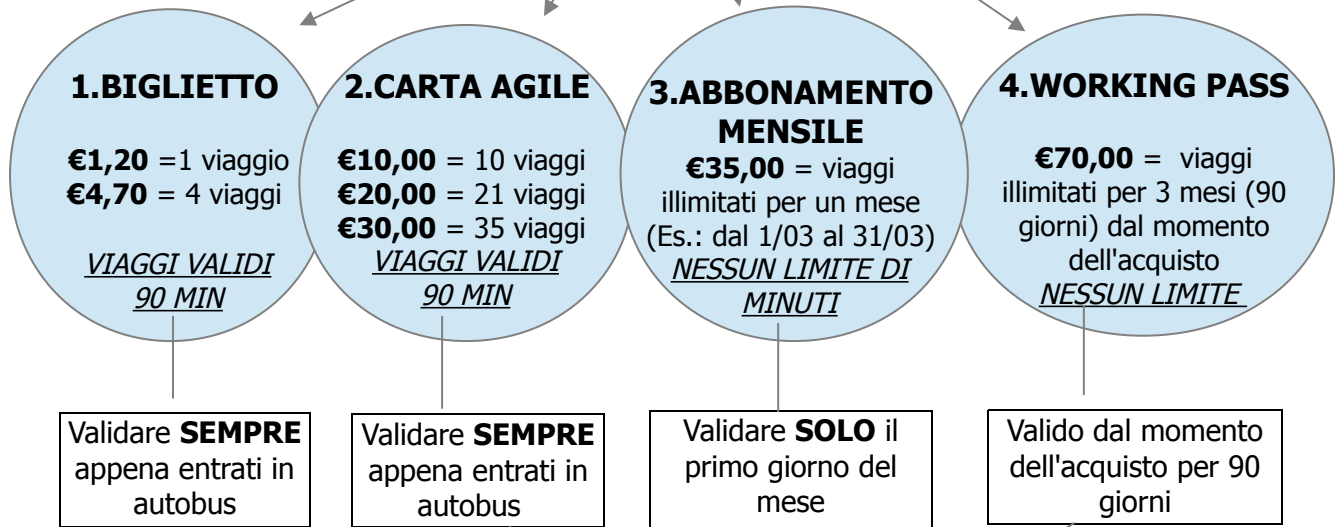 1.BIGLIETTO
€1,20 =1 viaggio
€4,70 = 4 viaggi
VIAGGI VALIDI
90 MIN
2.CARTA AGILE
€10,00 = 10 viaggi
€20,00 = 21 viaggi
€30,00 = 35 viaggi
VIAGGI VALIDI
90 MIN
3.ABBONAMENTO
MENSILE
€35,00 = viaggi
illimitati per un mese
(Es.: dal 1/03 al 31/03)
NESSUN LIMITE DI
MINUTI
4.WORKING PASS
€70,00 = viaggi
illimitati per 3 mesi (90
giorni) dal momento
dell'acquisto
NESSUN LIMITE
Validare SEMPRE
appena entrati in
autobus
Validare SEMPRE
appena entrati in
autobus
Validare SOLO il
primo giorno del
mese
Valido dal momento
dell'acquisto per 90
giorni